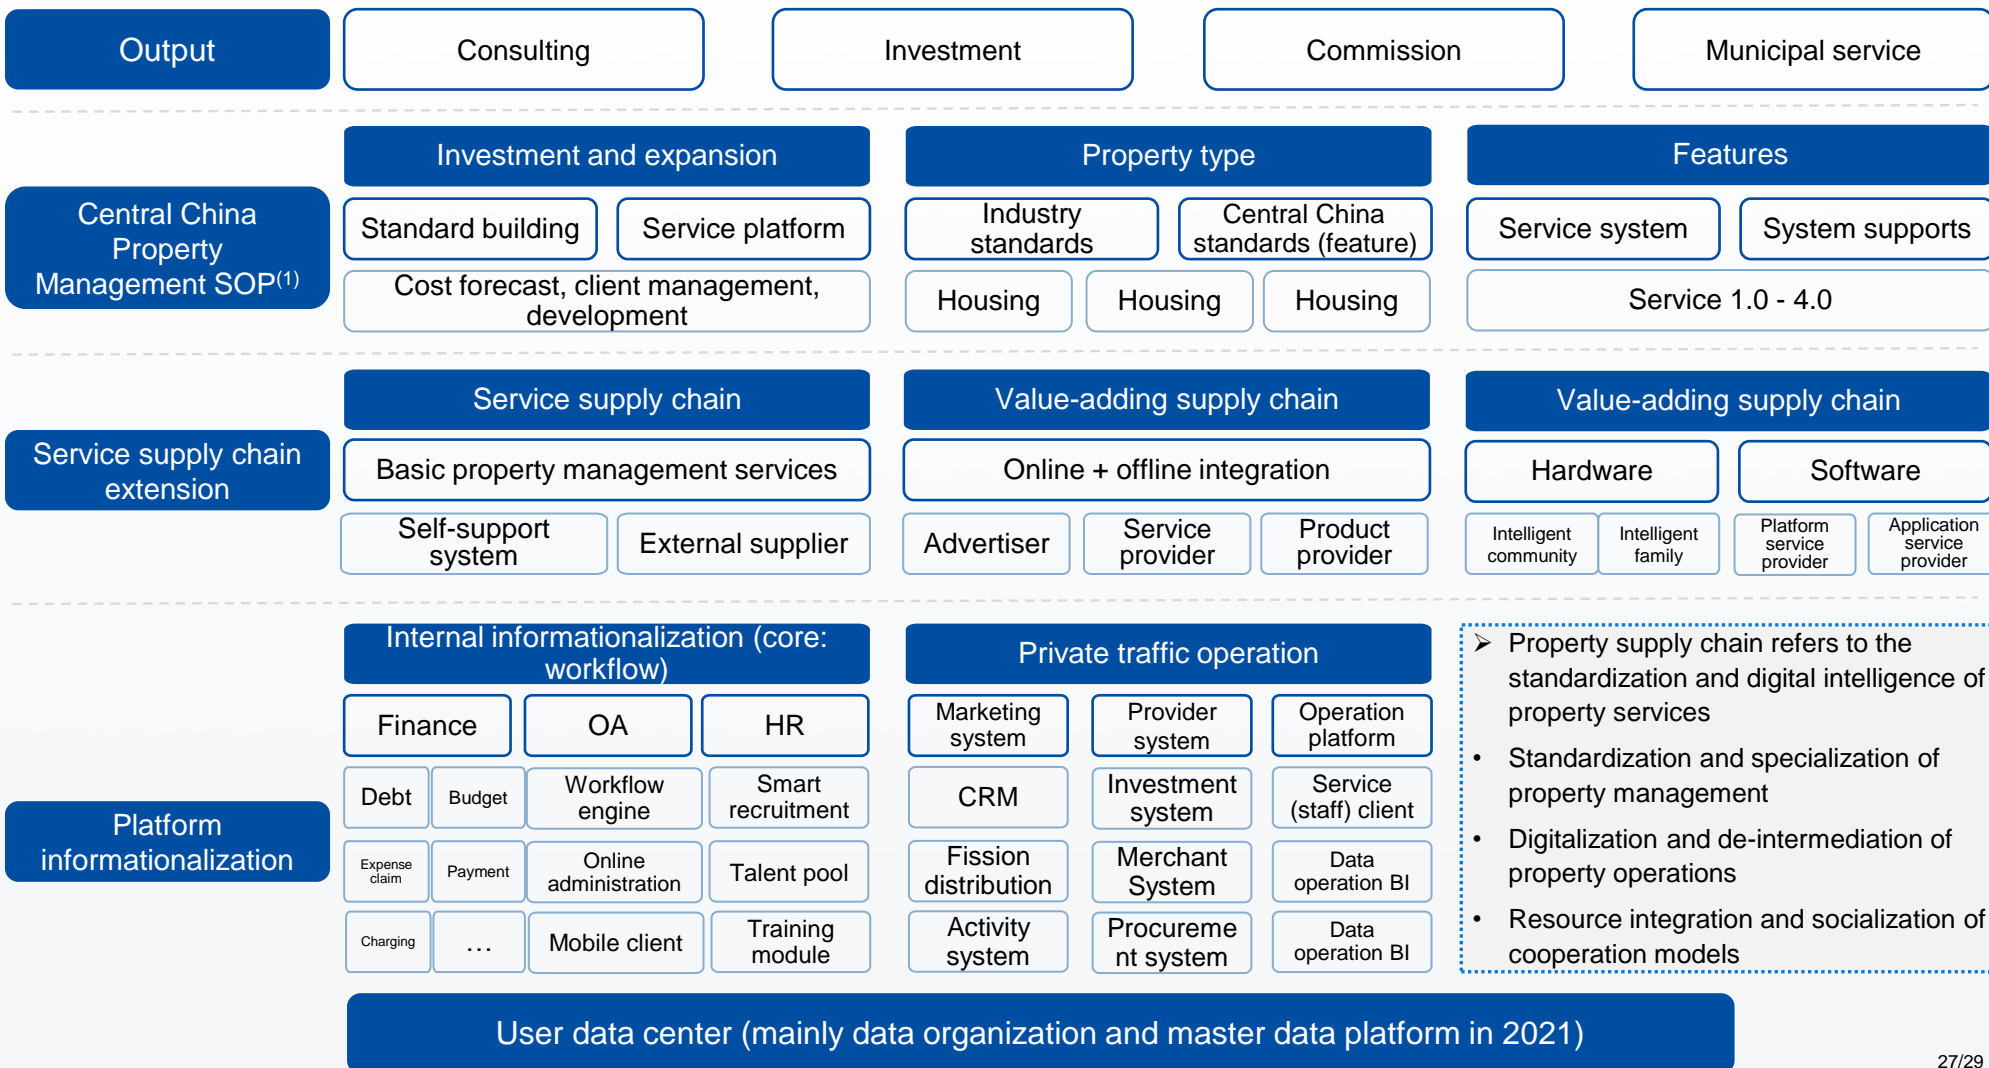 Output
Consulting
Investment
Commission
Municipal service
Central China
Property
Management SOP(1)
Investment and expansion
Property type
Features
Standard building
Service platform
Industry
standards
Central China
standards (feature)
Service system
System supports
Cost forecast, client management,
development
Housing
Housing
Housing
Service 1.0 - 4.0
Service supply chain
extension
Service supply chain
Value-adding supply chain
Value-adding supply chain
Basic property management services
Online + offline integration
Hardware
Software
Self-support
system
External supplier
Advertiser
Service
provider
Product
provider
Intelligent
community
Intelligent
family
Platform
service
provider
Application
service
provider
Platform
informationalization
Internal informationalization (core:
workflow)
Private traffic operation
Finance
OA
HR
Marketing
system
Provider
system
Operation
platform
Debt
Budget
Workflow
engine
Smart
recruitment
CRM
Investment
system
Service
(staff) client
Expense
claim
Payment
Online
administration
Talent pool
Fission
distribution
Merchant
System
Data
operation BI
Charging
…
Mobile client
Training
module
Activity
system
Procureme
nt system
Data
operation BI
➢ Property supply chain refers to the
standardization and digital intelligence of
property services
• Standardization and specialization of
property management
• Digitalization and de-intermediation of
property operations
• Resource integration and socialization of
cooperation models
User data center (mainly data organization and master data platform in 2021)
27/29